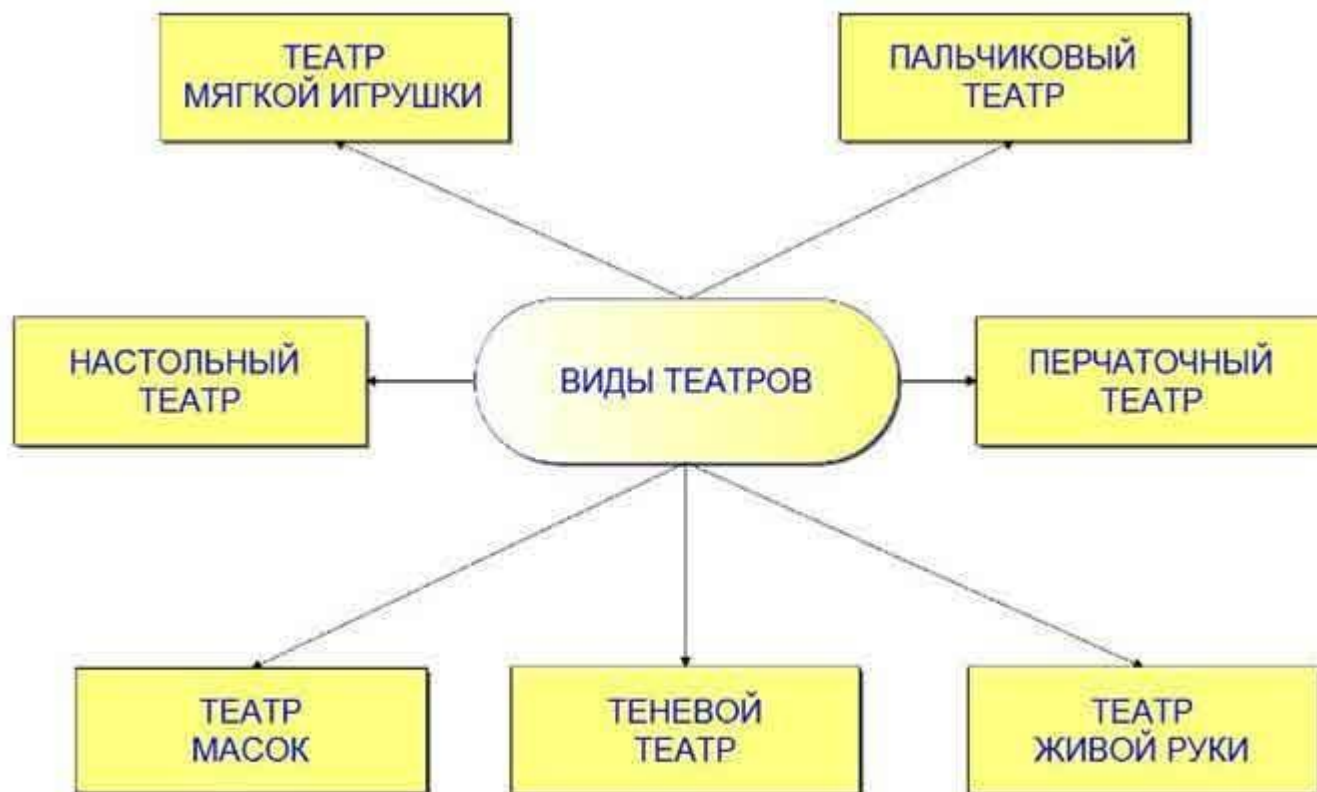 ТЕАТР
МЯГКОЙ ИГРУШКИ
ПАЛЬЧИКОВЫЙ
ТЕАТР
НАСТОЛЬНЫЙ
ТЕАТР
ВИДЫ ТЕАТРОВ
ПЕРЧАТОЧНЫЙ
ТЕАТР
ТЕАТР
МАСОК
ТЕНЕВОЙ
ТЕАТР
ТЕАТР
ЖИВОЙ РУКИ